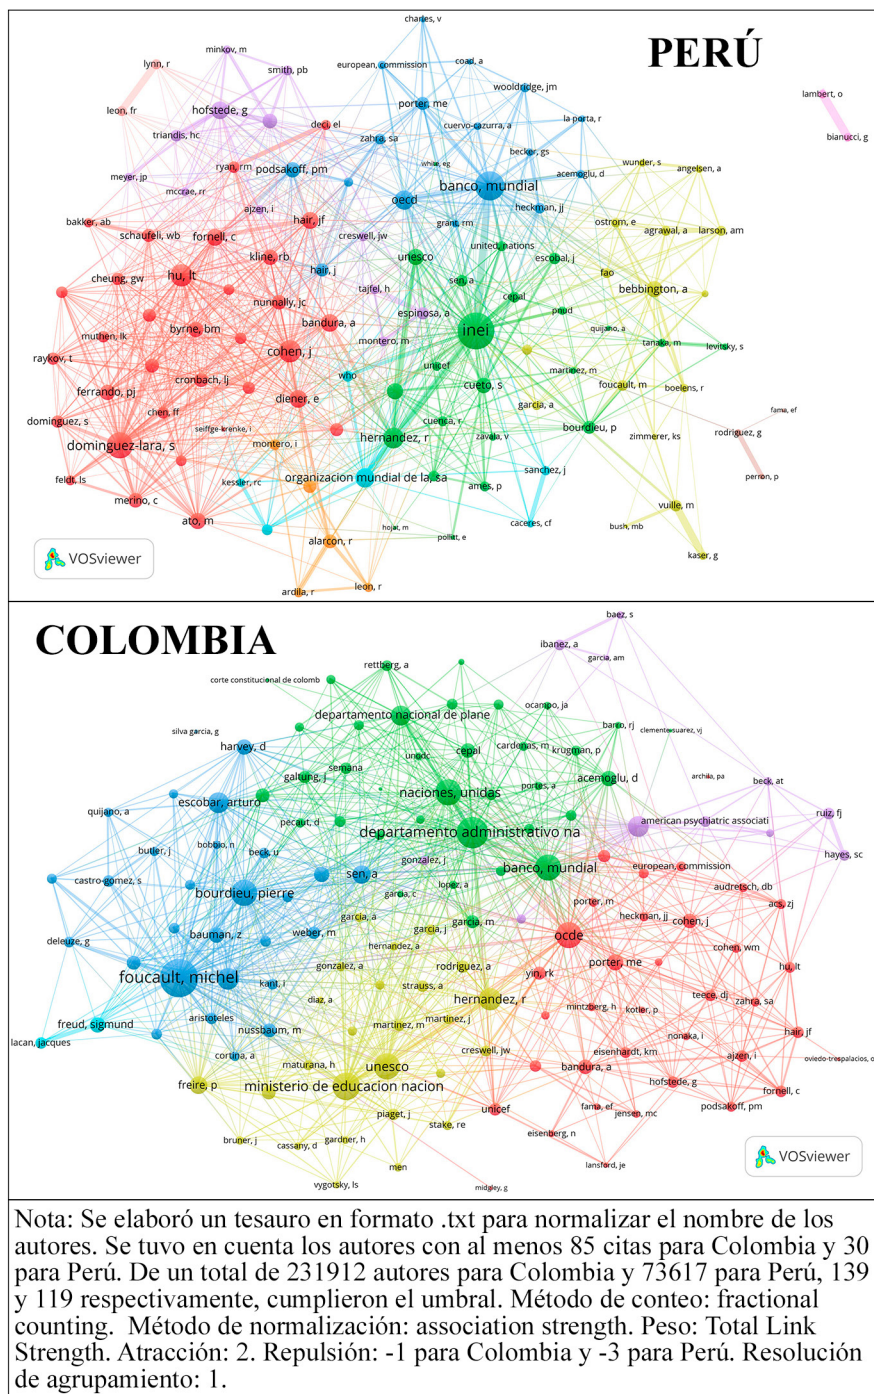 PERÚ
charles, v
minkov, m
lynn, r
smith, pb
european, commission
coad, a
wooldridge, jm
lambert, o
leon, fr
hofstede, g
porter, me
la porta, r
deci, el
cuervo-cazurra, a
triandis, hc
zahra, sa
bianucci, g
becker, gs
white, eg
wunder, s
ryan, rm
podsakoff, pm
acemoglu, d
angelsen, a
meyer, jp
banco, mundial
mccrae, rr
oecd
heckman, jj
ajzen, i
grant, rm
bakker, ab
hair, jf
ostrom, e
agrawal, a
larson, am
schaufeli, wb
fornell, c
creswell, jw
united, nations
kline, rb
unesco
escobal, j
cheung, gw
hu, lt
hair, j
sen, a
fao
tajfel, h
bebbington, a
nunnally, jc
cepal
espinosa, a
pnud
muthen, lk
byrne, bm
bandura, a
inei
quijano, a
montero, m
tanaka, m
levitsky, s
raykov, t
cohen, j
unicef
martinez, m
cronbach, lj
who
cueto, s
foucault, m
boelens, r
ferrando, pj
diener, e
chen, ff
garcia, a
fama, ef
dominguez, s
seiffge-krenke, i
cuenca, r
bourdieu, p
rodriguez, g
hernandez, r
zavala, v
zimmerer, ks
dominguez-lara, s
montero, i
organizacion mundial de la, sa
sanchez, j
perron, p
feldt, ls
kessler, rc
ames, p
merino, c
vuille, m
ato, m
hojat, m
caceres, cf
bush, mb
pollitt, e
alarcon, r
kaser, g
VOSviewer
ardila, r
leon, r
COLOMBIA
baez, s
ibanez, a
rettberg, a
garcia, am
corte constitucional de colomb
ocampo, ja
departamento nacional de plane
silva garcia, g
barro, rj
clemente-suarez, vj
harvey, d
unodc
cepal
cardenas, m
krugman, p
semana
galtung, j
acemoglu, d
archila, pa
beck, at
portes, a
naciones, unidas
escobar, arturo
quijano, a
pecaut, d
american psychiatric associati
ruiz, fj
departamento administrativo na
bobbio, n
butler, j
beck, u
gonzalez, j
hayes, sc
sen, a
banco, mundial
european, commission
castro-gomez, s
lopez, a
audretsch, db
bourdieu, pierre
garcia, c
porter, m
heckman, jj
acs, zj
garcia, a
garcia, j
garcia, m
cohen, j
bauman, z
weber, m
deleuze, g
hernandez, a
ocde
cohen, wm
gonzalez, a
rodriguez, a
porter, me
hu, lt
foucault, michel
yin, rk
teece, dj
kant, i
strauss, a
zahra, sa
diaz, a
hernandez, r
mintzberg, h
kotler, p
aristoteles
freud, sigmund
martinez, m
martinez, j
nonaka, i
hair, jf
nussbaum, m
lacan, jacques
creswell, jw
eisenhardt, km
cortina, a
ajzen, i
oviedo-trespalacios, o
maturana, h
unesco
bandura, a
hofstede, g
freire, p
ministerio de educacion nacion
fornell, c
unicef
fama, ef
podsakoff, pm
piaget, j
jensen, mc
stake, re
bruner, j
gardner, h
eisenberg, n
cassany, d
VOSviewer
men
lansford, je
vygotsky, ls
midgley, g
Nota: Se elaboró un tesauro en formato .txt para normalizar el nombre de los
autores. Se tuvo en cuenta los autores con al menos 85 citas para Colombia y 30
para Perú. De un total de 231912 autores para Colombia y 73617 para Perú, 139
y 119 respectivamente, cumplieron el umbral. Método de conteo: fractional
counting. Método de normalización: association strength. Peso: Total Link
Strength. Atracción: 2. Repulsión: -1 para Colombia y -3 para Perú. Resolución
de agrupamiento: 1.